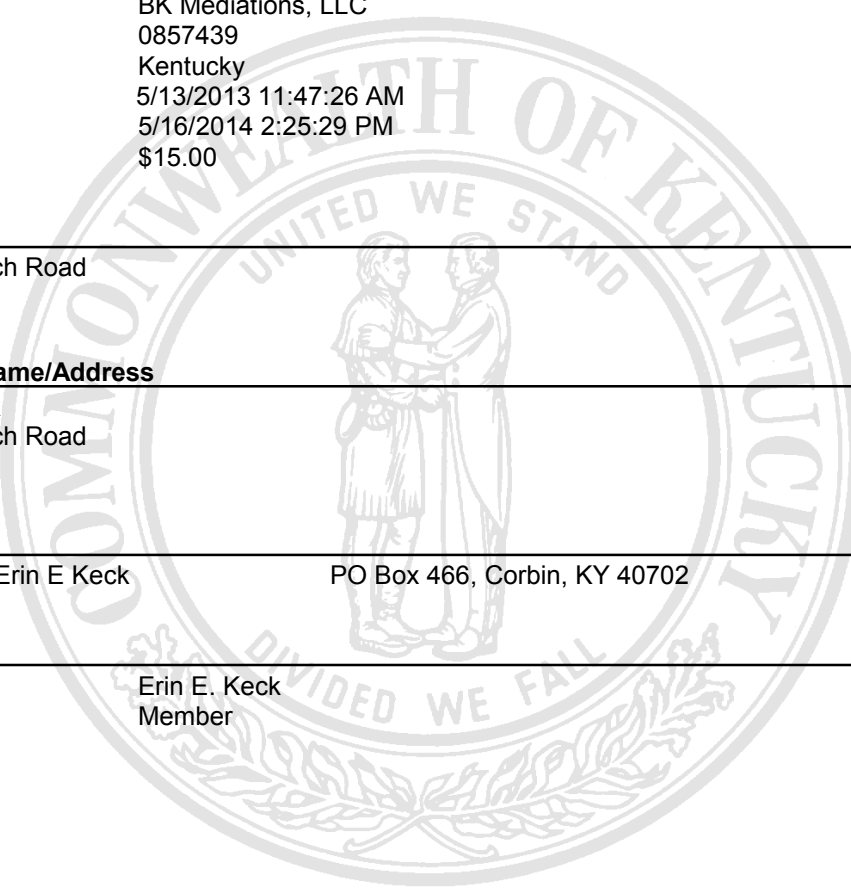 BK Mediations, LLC
0857439
Kentucky
5/13/2013 11:47:26 AM
5/16/2014 2:25:29 PM
$15.00
COMMONWEALTH OF KENTUCKY
UNITED WE STAND
ch Road
ame/Address
ch Road
Erin E Keck PO Box 466, Corbin, KY 40702
DIVIDED WE FALL
Erin E. Keck
Member